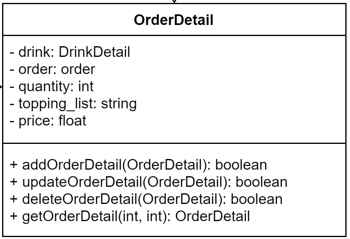 OrderDetail
- drink: DrinkDetail
- order: order
- quantity: int
- topping_list: string
- price: float
+ addOrderDetail(OrderDetail): boolean
+ updateOrderDetail(OrderDetail): boolean
+ deleteOrderDetail(OrderDetail): boolean
+ getOrderDetail(int, int): OrderDetail